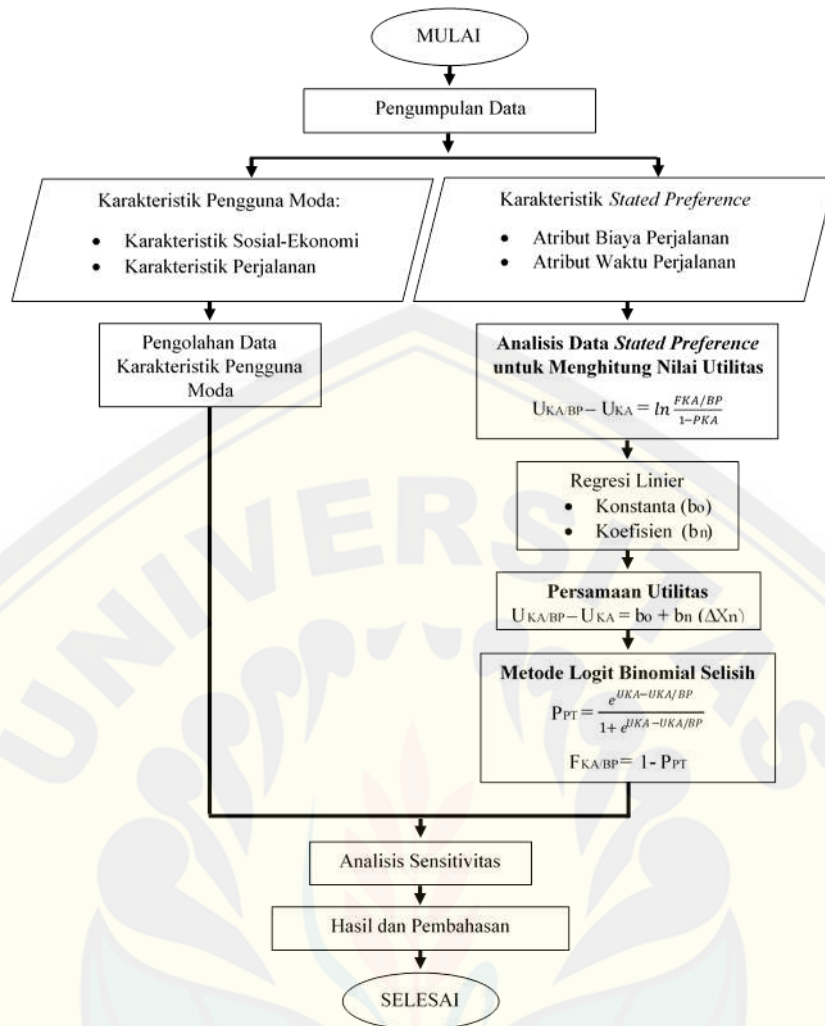 MULAI
Pengumpulan Data
Karakteristik Pengguna Moda:
• Karakteristik Sosial-Ekonomi
• Karakteristik Perjalanan
Karakteristik Stated Preference
• Atribut Biaya Perjalanan
• Atribut Waktu Perjalanan
Pengolahan Data
Karakteristik Pengguna
Moda
Analisis Data Stated Preference
untuk Menghitung Nilai Utilitas
UKA/BP – UKA = ln FKA/BP / 1−PKA
Regresi Linier
• Konstanta (bo)
• Koefisien (bn)
Persamaan Utilitas
UKA/BP – UKA = bo + bn (ΔXn)
Metode Logit Binomial Selisih
PPT = e^UKA−UKA/BP / 1+ e^UKA−UKA/BP
FKA/BP = 1- PPT
Analisis Sensitivitas
Hasil dan Pembahasan
SELESAI
UNIVERSITAS